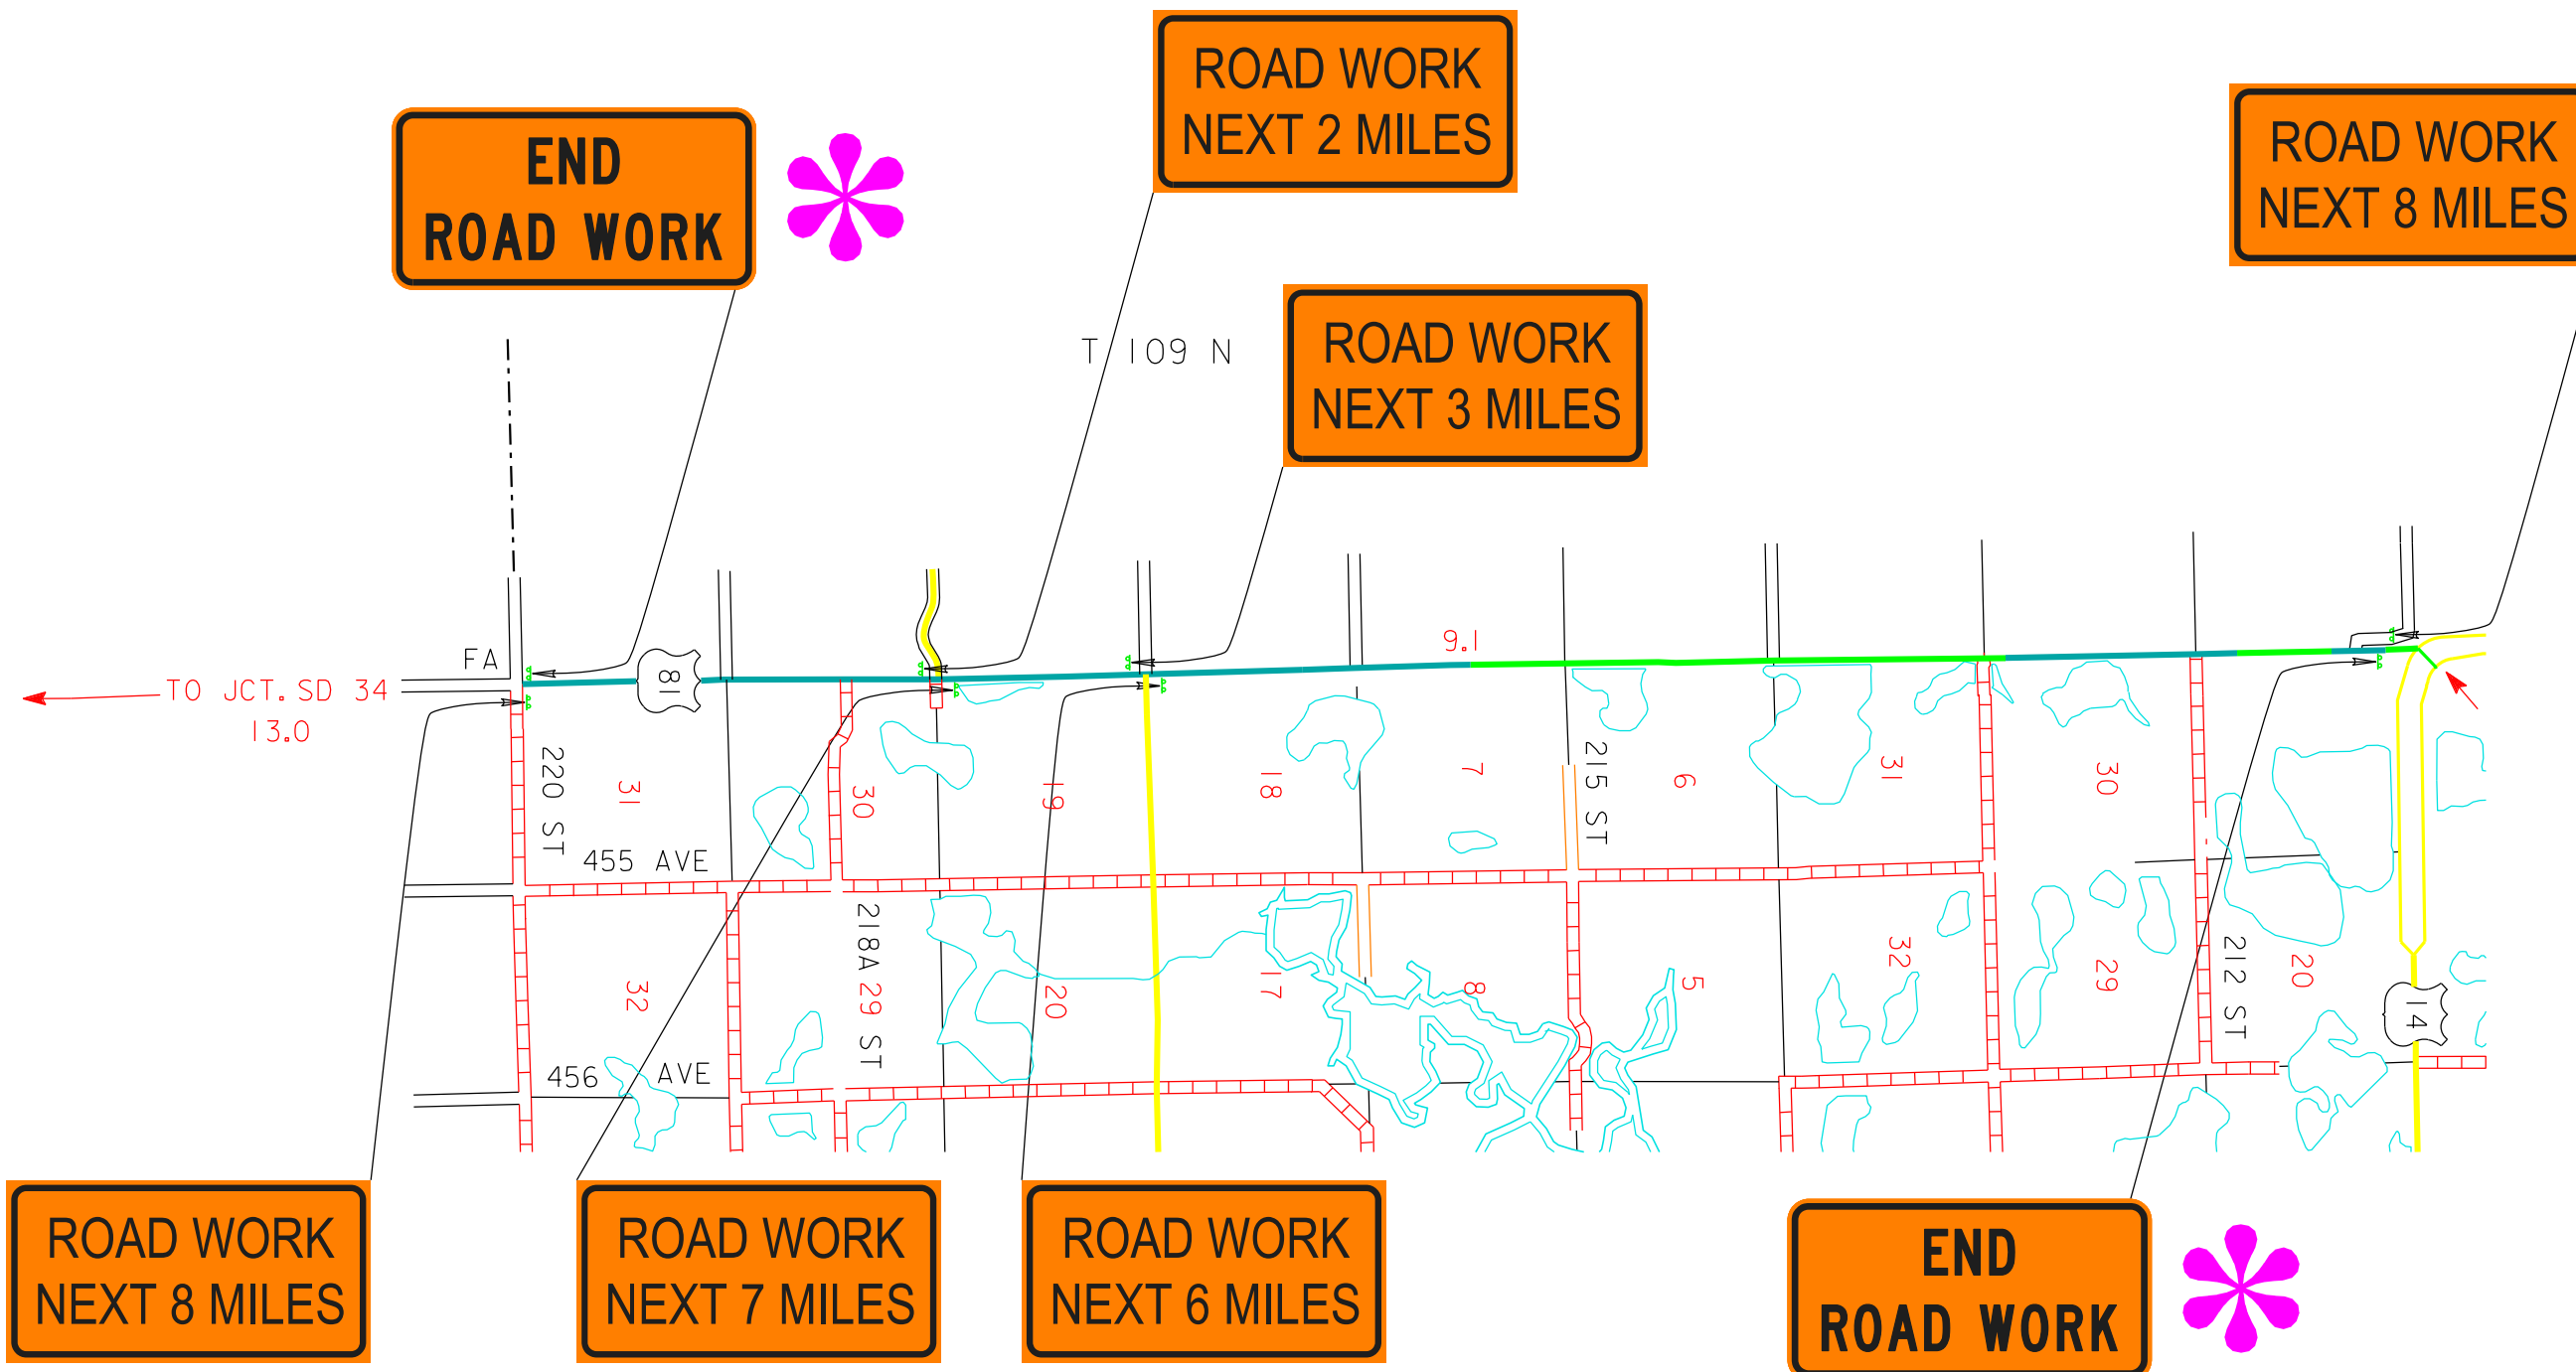 ROAD WORK
NEXT 2 MILES
ROAD WORK
NEXT 8 MILES
END
ROAD WORK
ROAD WORK
NEXT 3 MILES
T 109 N
9.1
FA
81
TO JCT. SD 34
13.0
220 ST
31
30
19
18
7
215 ST
6
31
30
455 AVE
218A ST
32
29
20
17
8
5
32
29
212 ST
20
14
456 AVE
ROAD WORK
NEXT 8 MILES
ROAD WORK
NEXT 7 MILES
ROAD WORK
NEXT 6 MILES
END
ROAD WORK